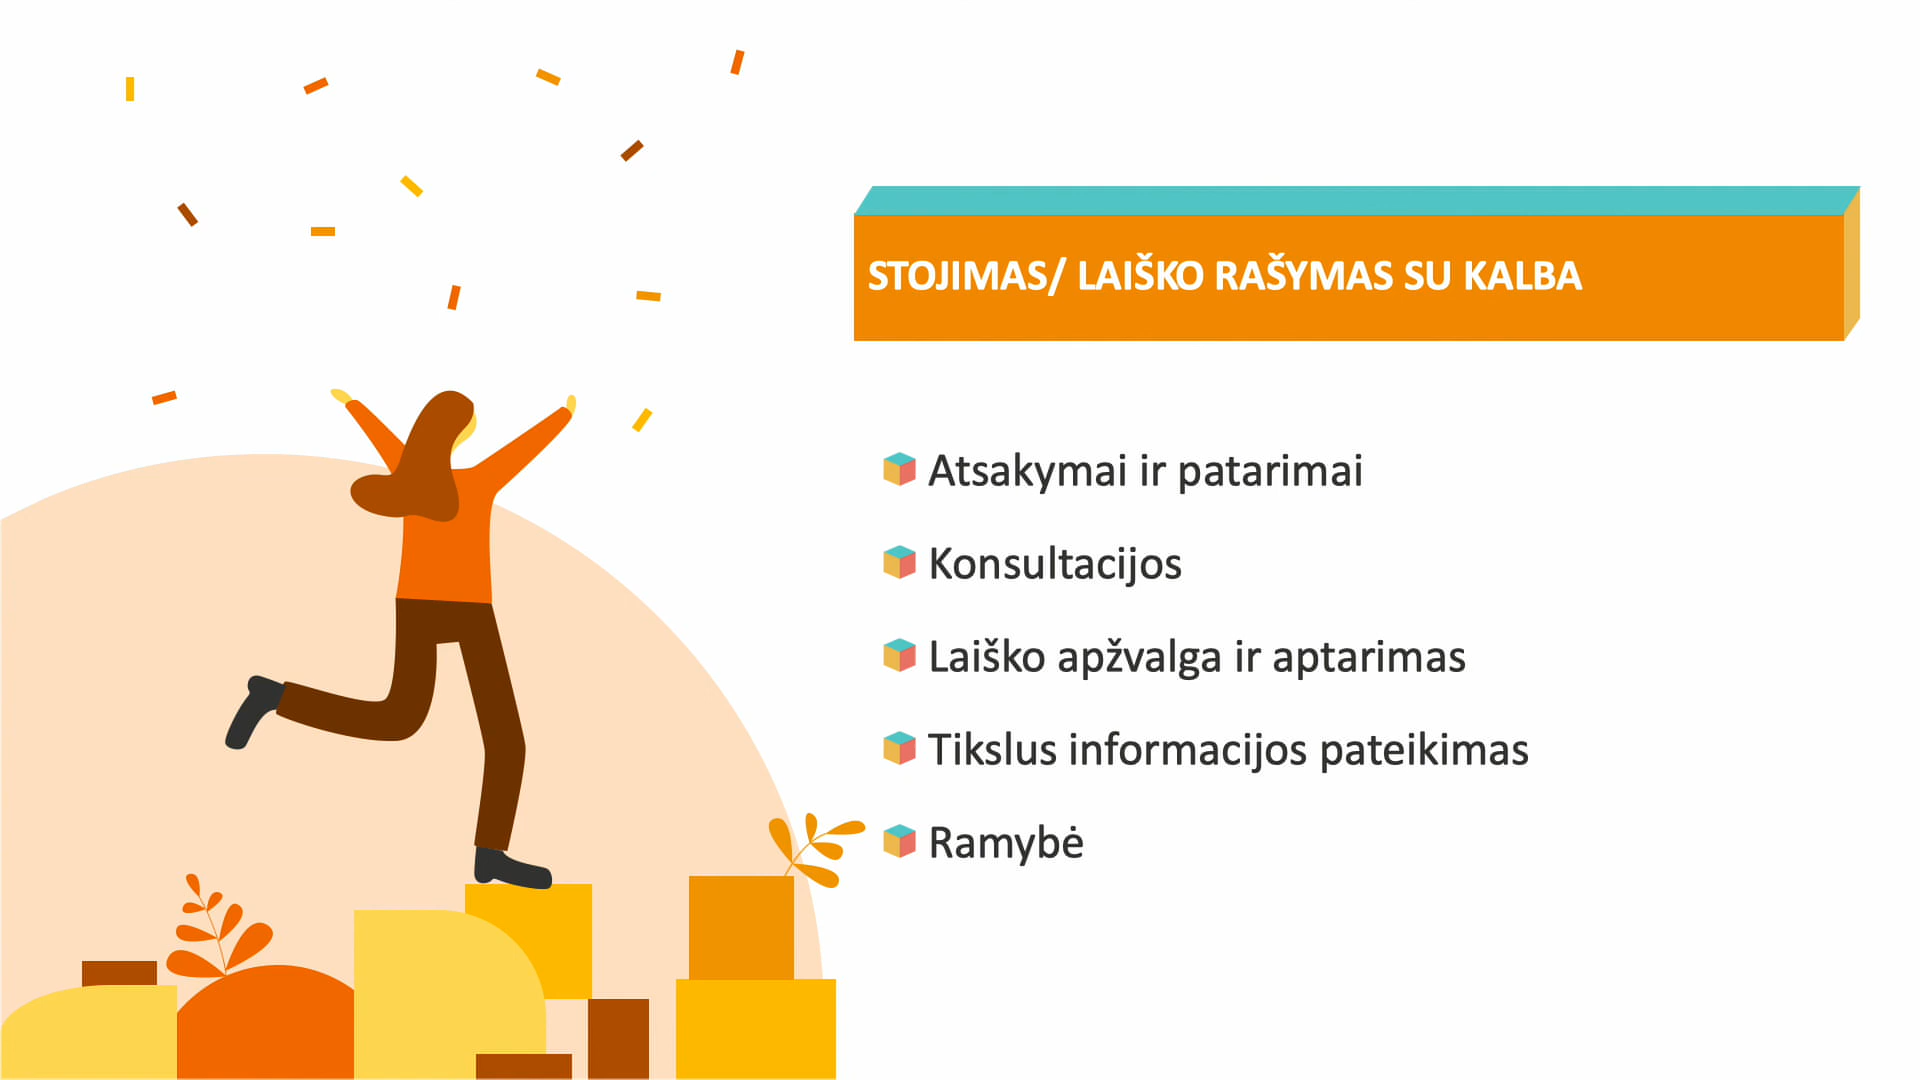 STOJIMAS/ LAIŠKO RAŠYMAS SU KALBA
Atsakymai ir patarimai
Konsultacijos
Laiško apžvalga ir aptarimas
Tikslus informacijos pateikimas
Ramybė